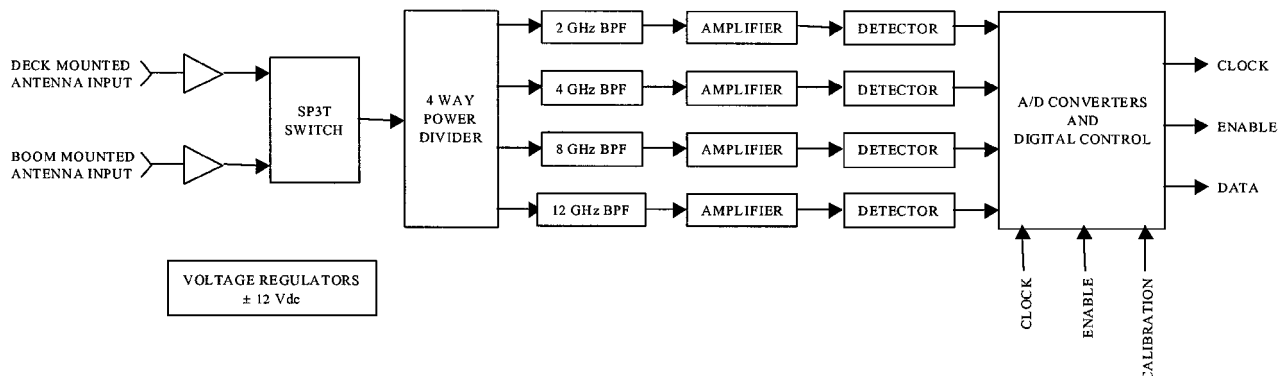 DECK MOUNTED
ANTENNA INPUT
BOOM MOUNTED
ANTENNA INPUT
SP3T
SWITCH
4 WAY
POWER
DIVIDER
2 GHz BPF
AMPLIFIER
DETECTOR
4 GHz BPF
AMPLIFIER
DETECTOR
8 GHz BPF
AMPLIFIER
DETECTOR
12 GHz BPF
AMPLIFIER
DETECTOR
A/D CONVERTERS
AND
DIGITAL CONTROL
CLOCK
ENABLE
DATA
CLOCK
ENABLE
CALIBRATION
VOLTAGE REGULATORS
± 12 Vdc